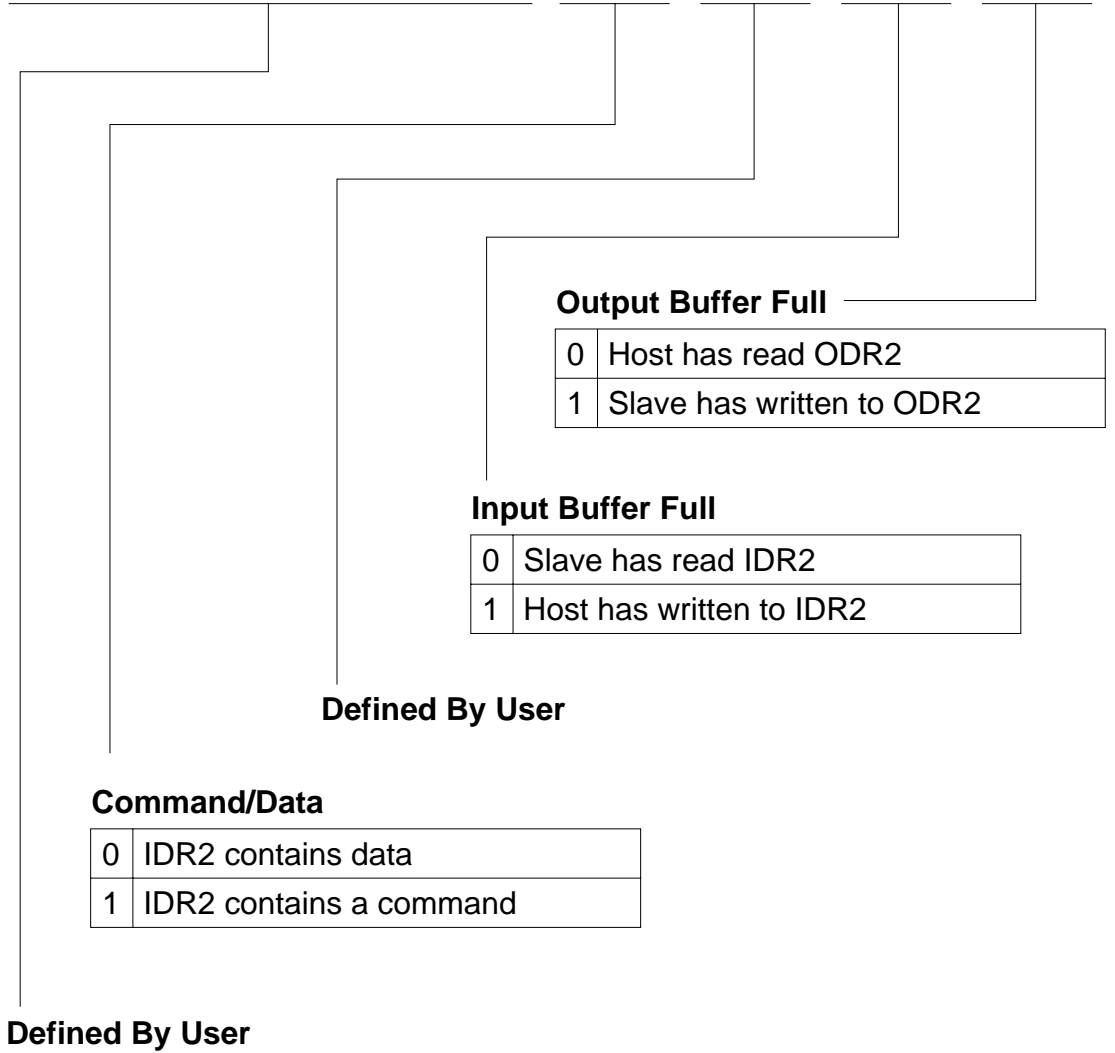 Output Buffer Full
0 Host has read ODR2
1 Slave has written to ODR2
Input Buffer Full
0 Slave has read IDR2
1 Host has written to IDR2
Defined By User
Command/Data
0 IDR2 contains data
1 IDR2 contains a command
Defined By User